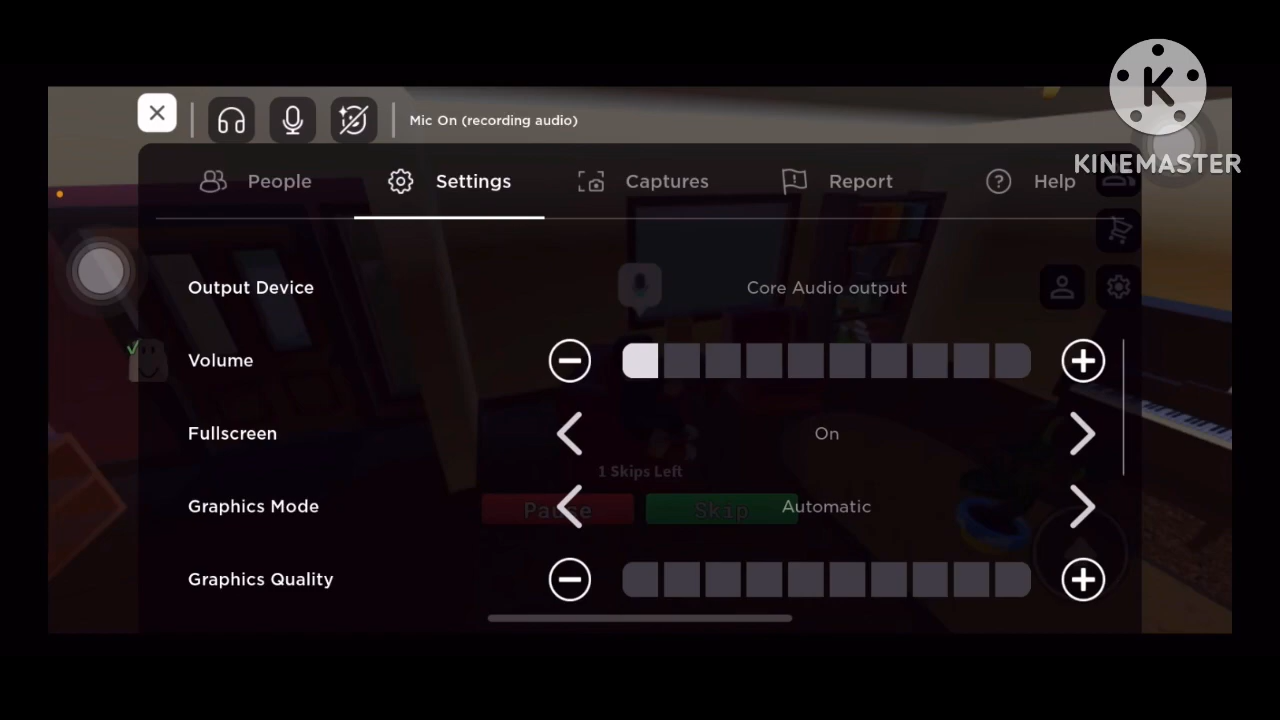 Mic On (recording audio)
K
KINEMASTER
People
Settings
Captures
Report
Help
Output Device
Core Audio output
Volume
Fullscreen
On
1 Skips Left
Graphics Mode
Automatic
Pause
Skip
Graphics Quality